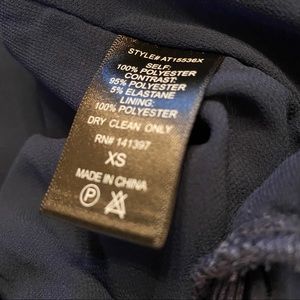 STYLE# AT15536X
SELF:
100% POLYESTER
CONTRAST:
95% POLYESTER
5% ELASTANE
LINING:
100% POLYESTER
DRY CLEAN ONLY
RN# 141397
XS
MADE IN CHINA
P